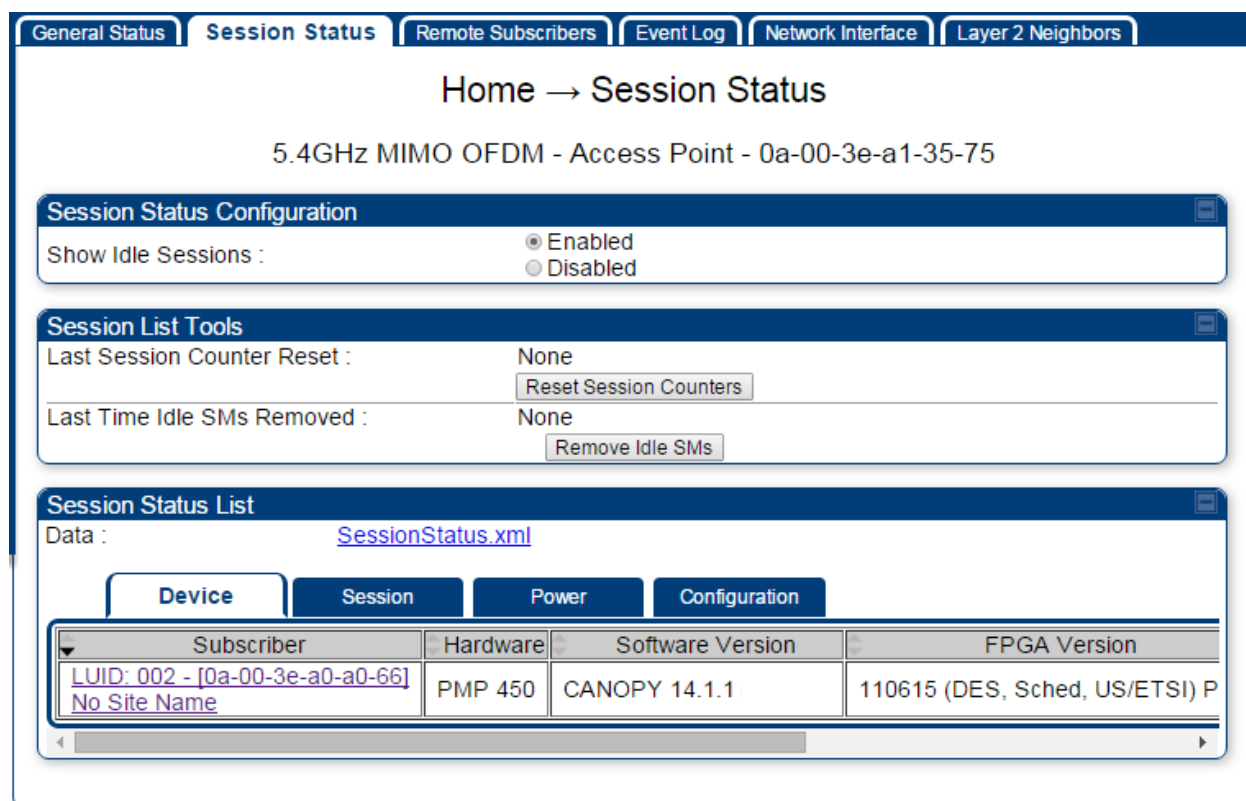 General Status Session Status Remote Subscribers Event Log Network Interface Layer 2 Neighbors
Home → Session Status
5.4GHz MIMO OFDM - Access Point - 0a-00-3e-a1-35-75
Session Status Configuration
Show Idle Sessions : Enabled
Disabled
Session List Tools
Last Session Counter Reset : None
Reset Session Counters
Last Time Idle SMs Removed : None
Remove Idle SMs
Session Status List
Data : SessionStatus.xml
Device Session Power Configuration
Subscriber Hardware Software Version FPGA Version
LUID: 002 - [0a-00-3e-a0-a0-66] PMP 450 CANOPY 14.1.1 110615 (DES, Sched, US/ETSI) P
No Site Name